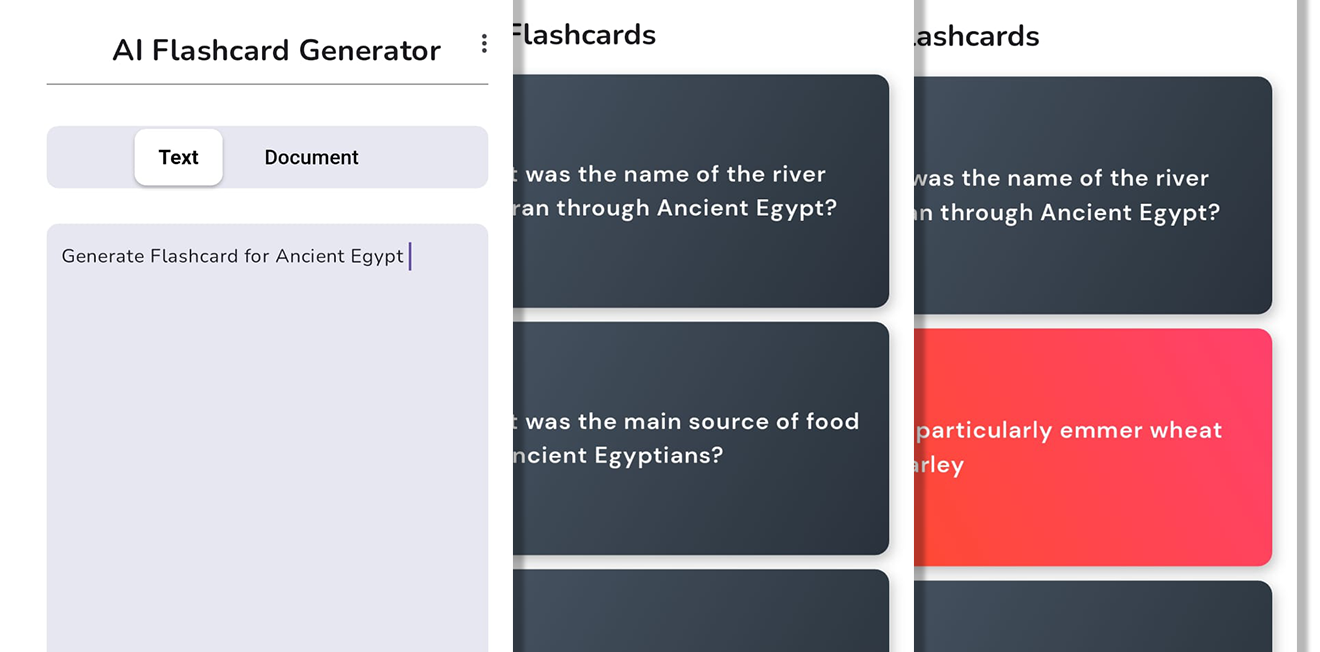 AI Flashcard Generator
Text
Document
Generate Flashcard for Ancient Egypt
Flashcards
was the name of the river
ran through Ancient Egypt?
was the main source of food
ncient Egyptians?
lashcards
was the name of the river
n through Ancient Egypt?
particularly emmer wheat
arley